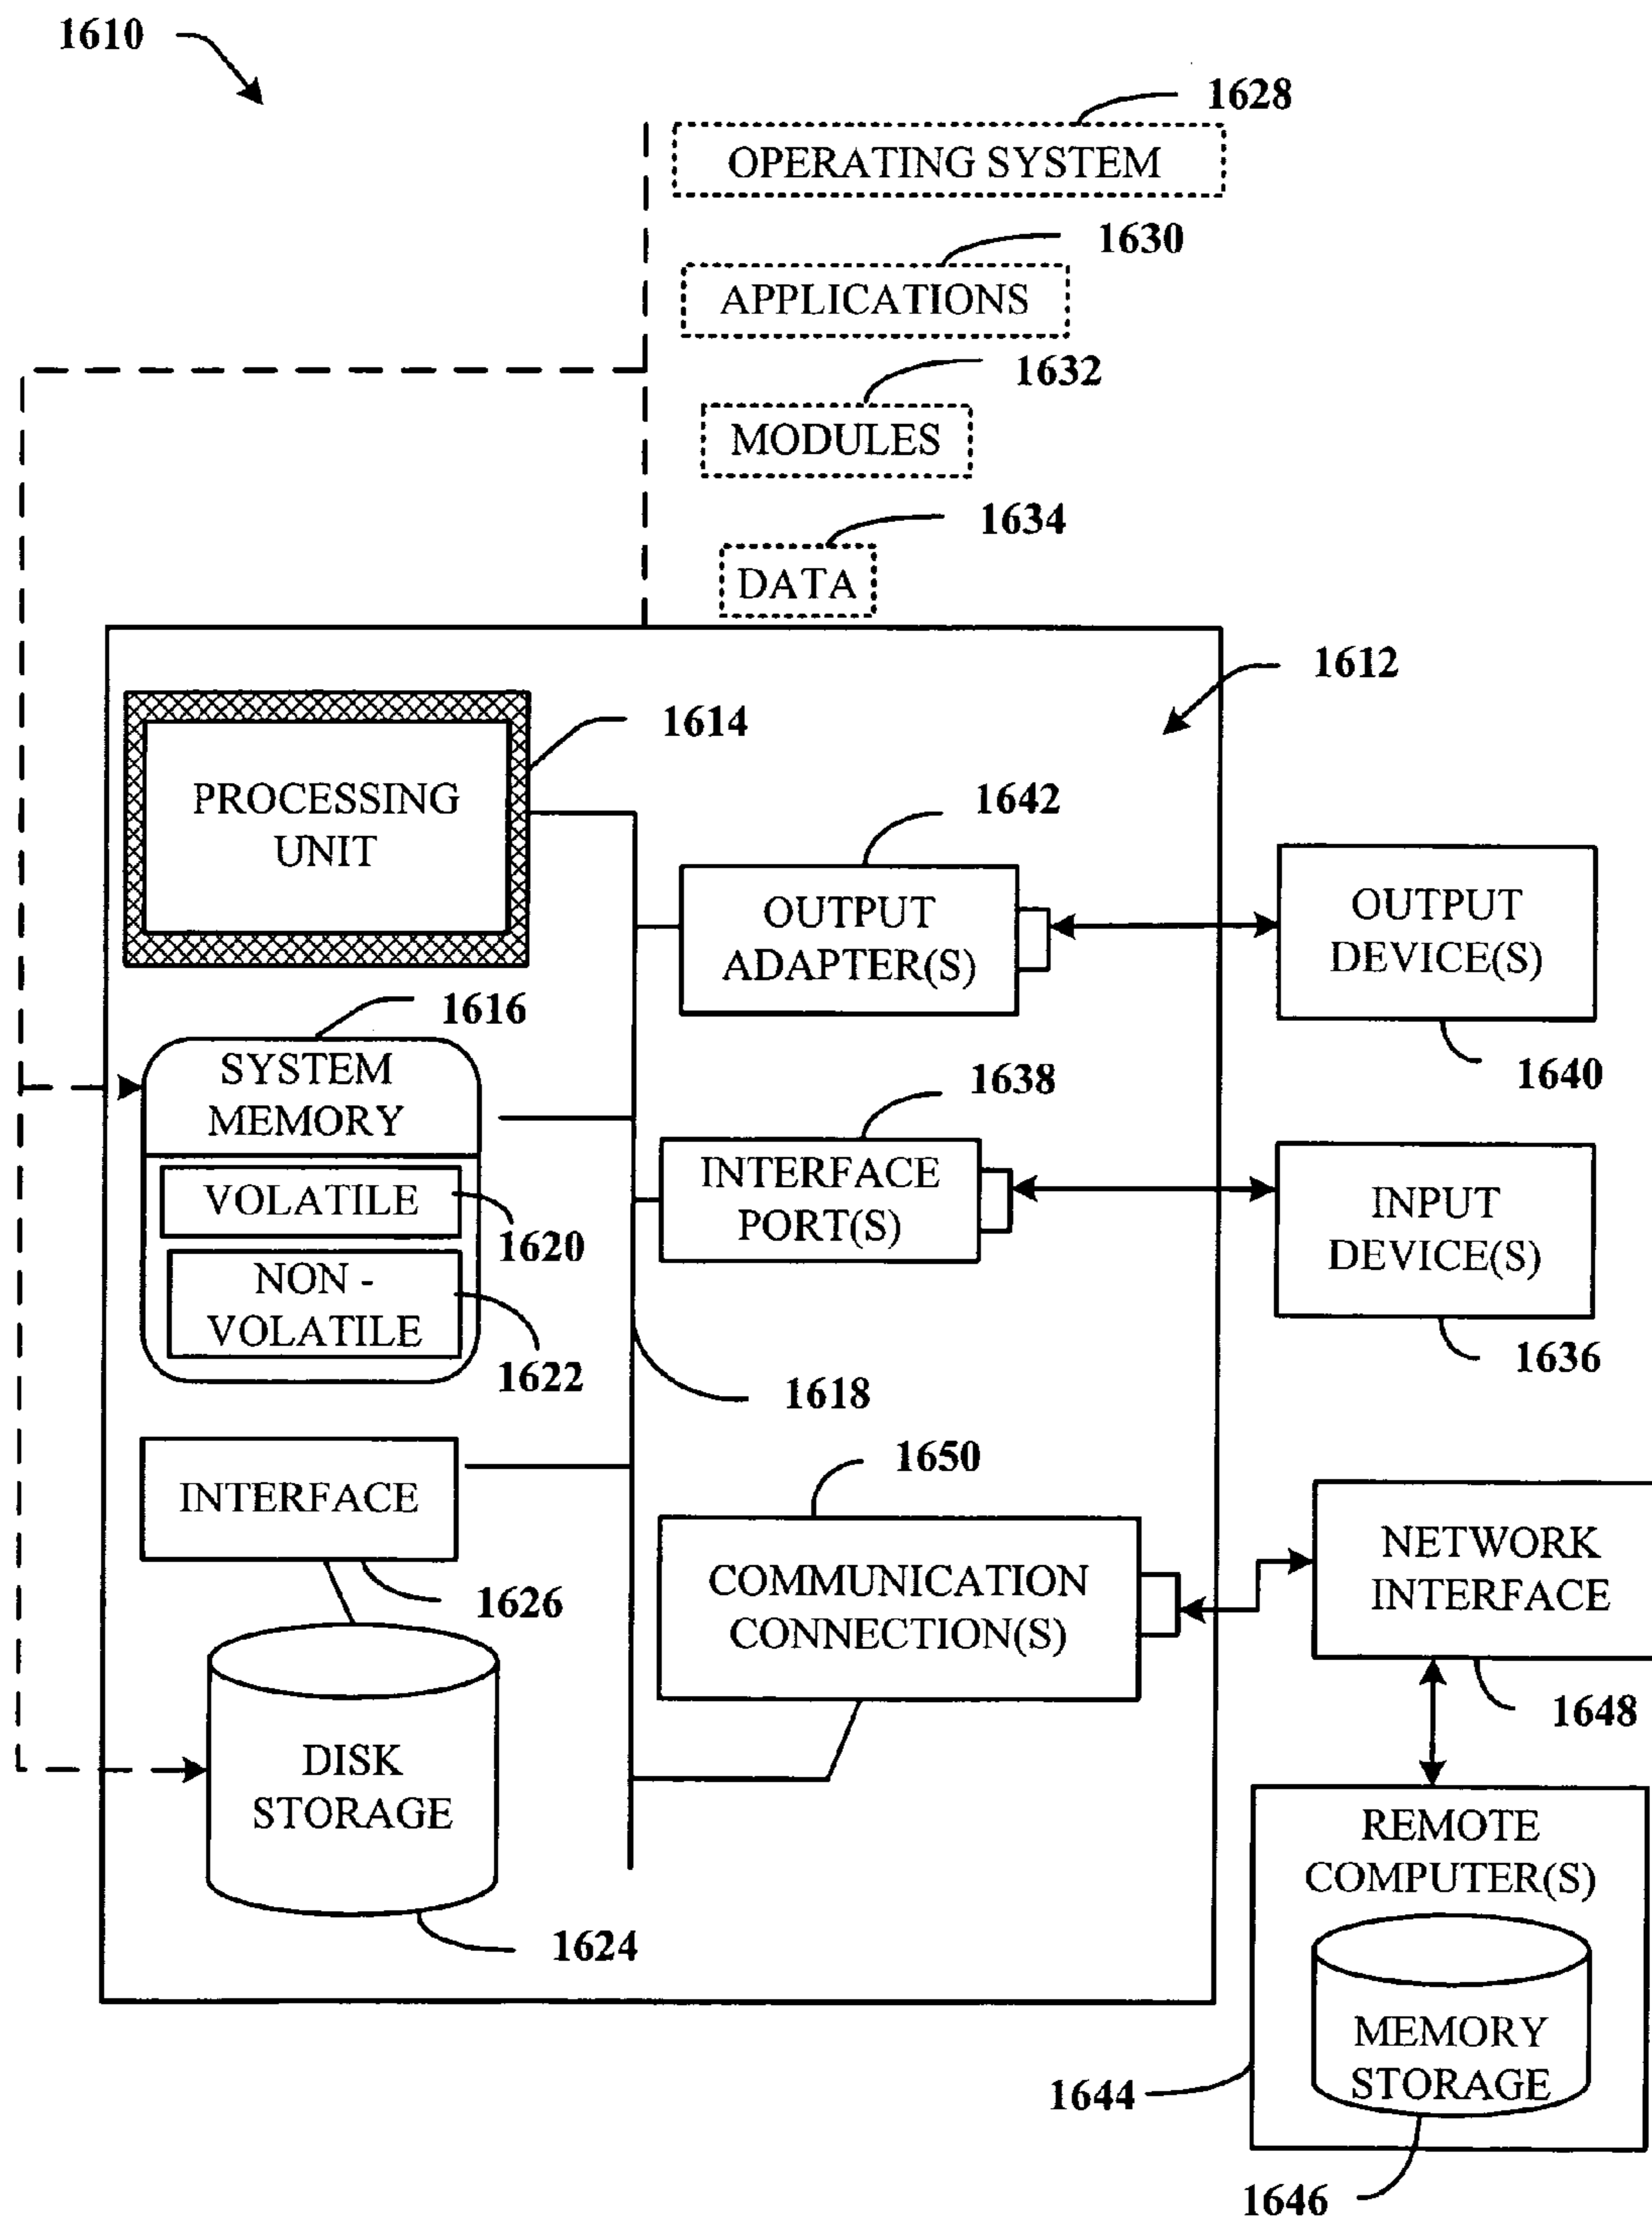 1610
1628
OPERATING SYSTEM
1630
APPLICATIONS
1632
MODULES
1634
DATA
1612
1614
PROCESSING
UNIT
1642
OUTPUT
ADAPTER(S)
OUTPUT
DEVICE(S)
1640
1616
SYSTEM
MEMORY
VOLATILE
1620
NON -
VOLATILE
1622
1638
INTERFACE
PORT(S)
INPUT
DEVICE(S)
1636
1618
INTERFACE
1626
1650
COMMUNICATION
CONNECTION(S)
NETWORK
INTERFACE
1648
DISK
STORAGE
1624
REMOTE
COMPUTER(S)
MEMORY
STORAGE
1644
1646